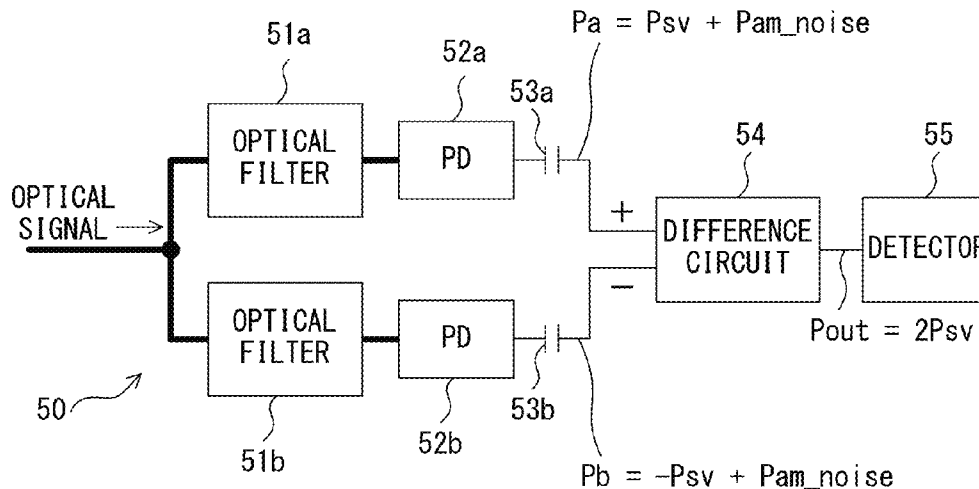 51a
52a
53a
Pa = Psv + Pam_noise
OPTICAL
FILTER
PD
54
55
OPTICAL
SIGNAL
+
−
DIFFERENCE
CIRCUIT
DETECTOR
OPTICAL
FILTER
PD
Pout = 2Psv
50
51b
52b
53b
Pb = -Psv + Pam_noise